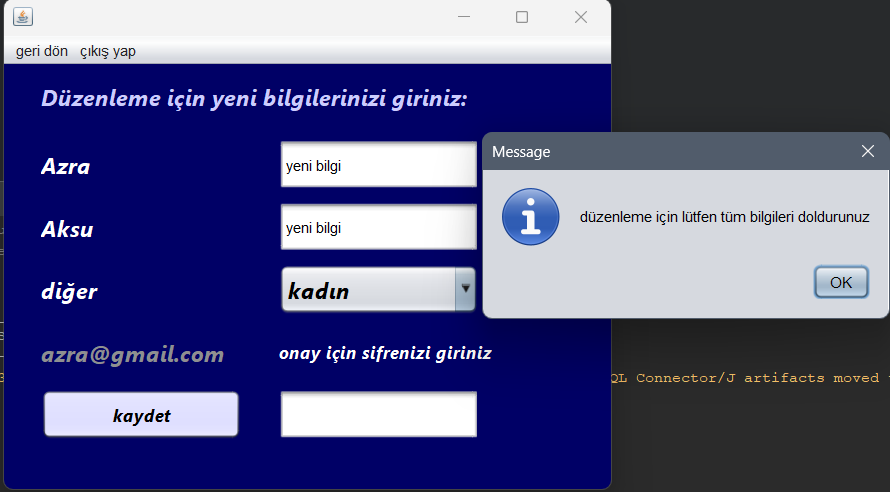 geri dön çıkış yap
Düzenleme için yeni bilgilerinizi giriniz:
Azra
yeni bilgi
Aksu
yeni bilgi
diğer
kadın
azra@gmail.com
onay için sifrenizi giriniz
kaydet
Message
düzenleme için lütfen tüm bilgileri doldurunuz
OK
QL Connector/J artifacts moved